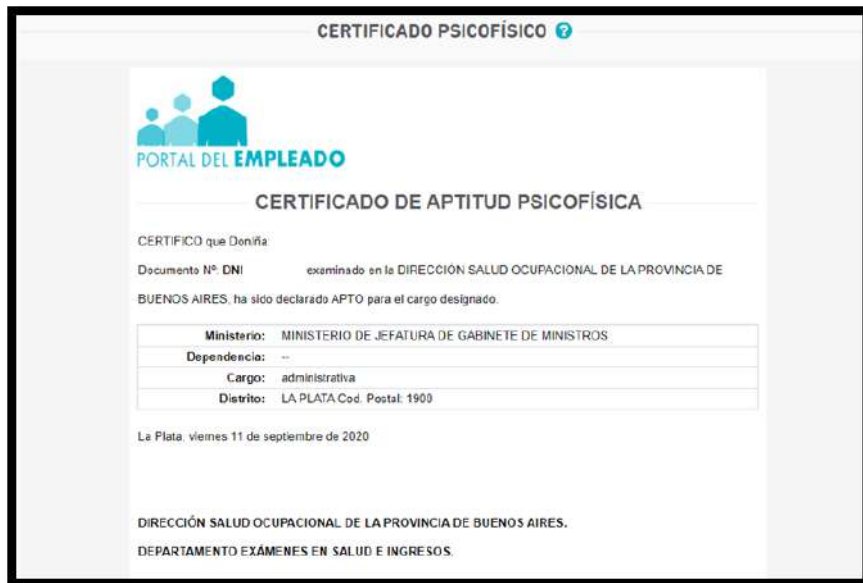 CERTIFICADO PSICOFÍSICO ?
PORTAL DEL EMPLEADO
CERTIFICADO DE APTITUD PSICOFÍSICA
CERTIFICO que Don/ña:
Documento Nº: DNI examinado en la DIRECCIÓN SALUD OCUPACIONAL DE LA PROVINCIA DE
BUENOS AIRES, ha sido declarado APTO para el cargo designado.
Ministerio: MINISTERIO DE JEFATURA DE GABINETE DE MINISTROS
Dependencia: --
Cargo: administrativa
Distrito: LA PLATA Cod. Postal: 1900
La Plata, viernes 11 de septiembre de 2020
DIRECCIÓN SALUD OCUPACIONAL DE LA PROVINCIA DE BUENOS AIRES.
DEPARTAMENTO EXÁMENES EN SALUD E INGRESOS.